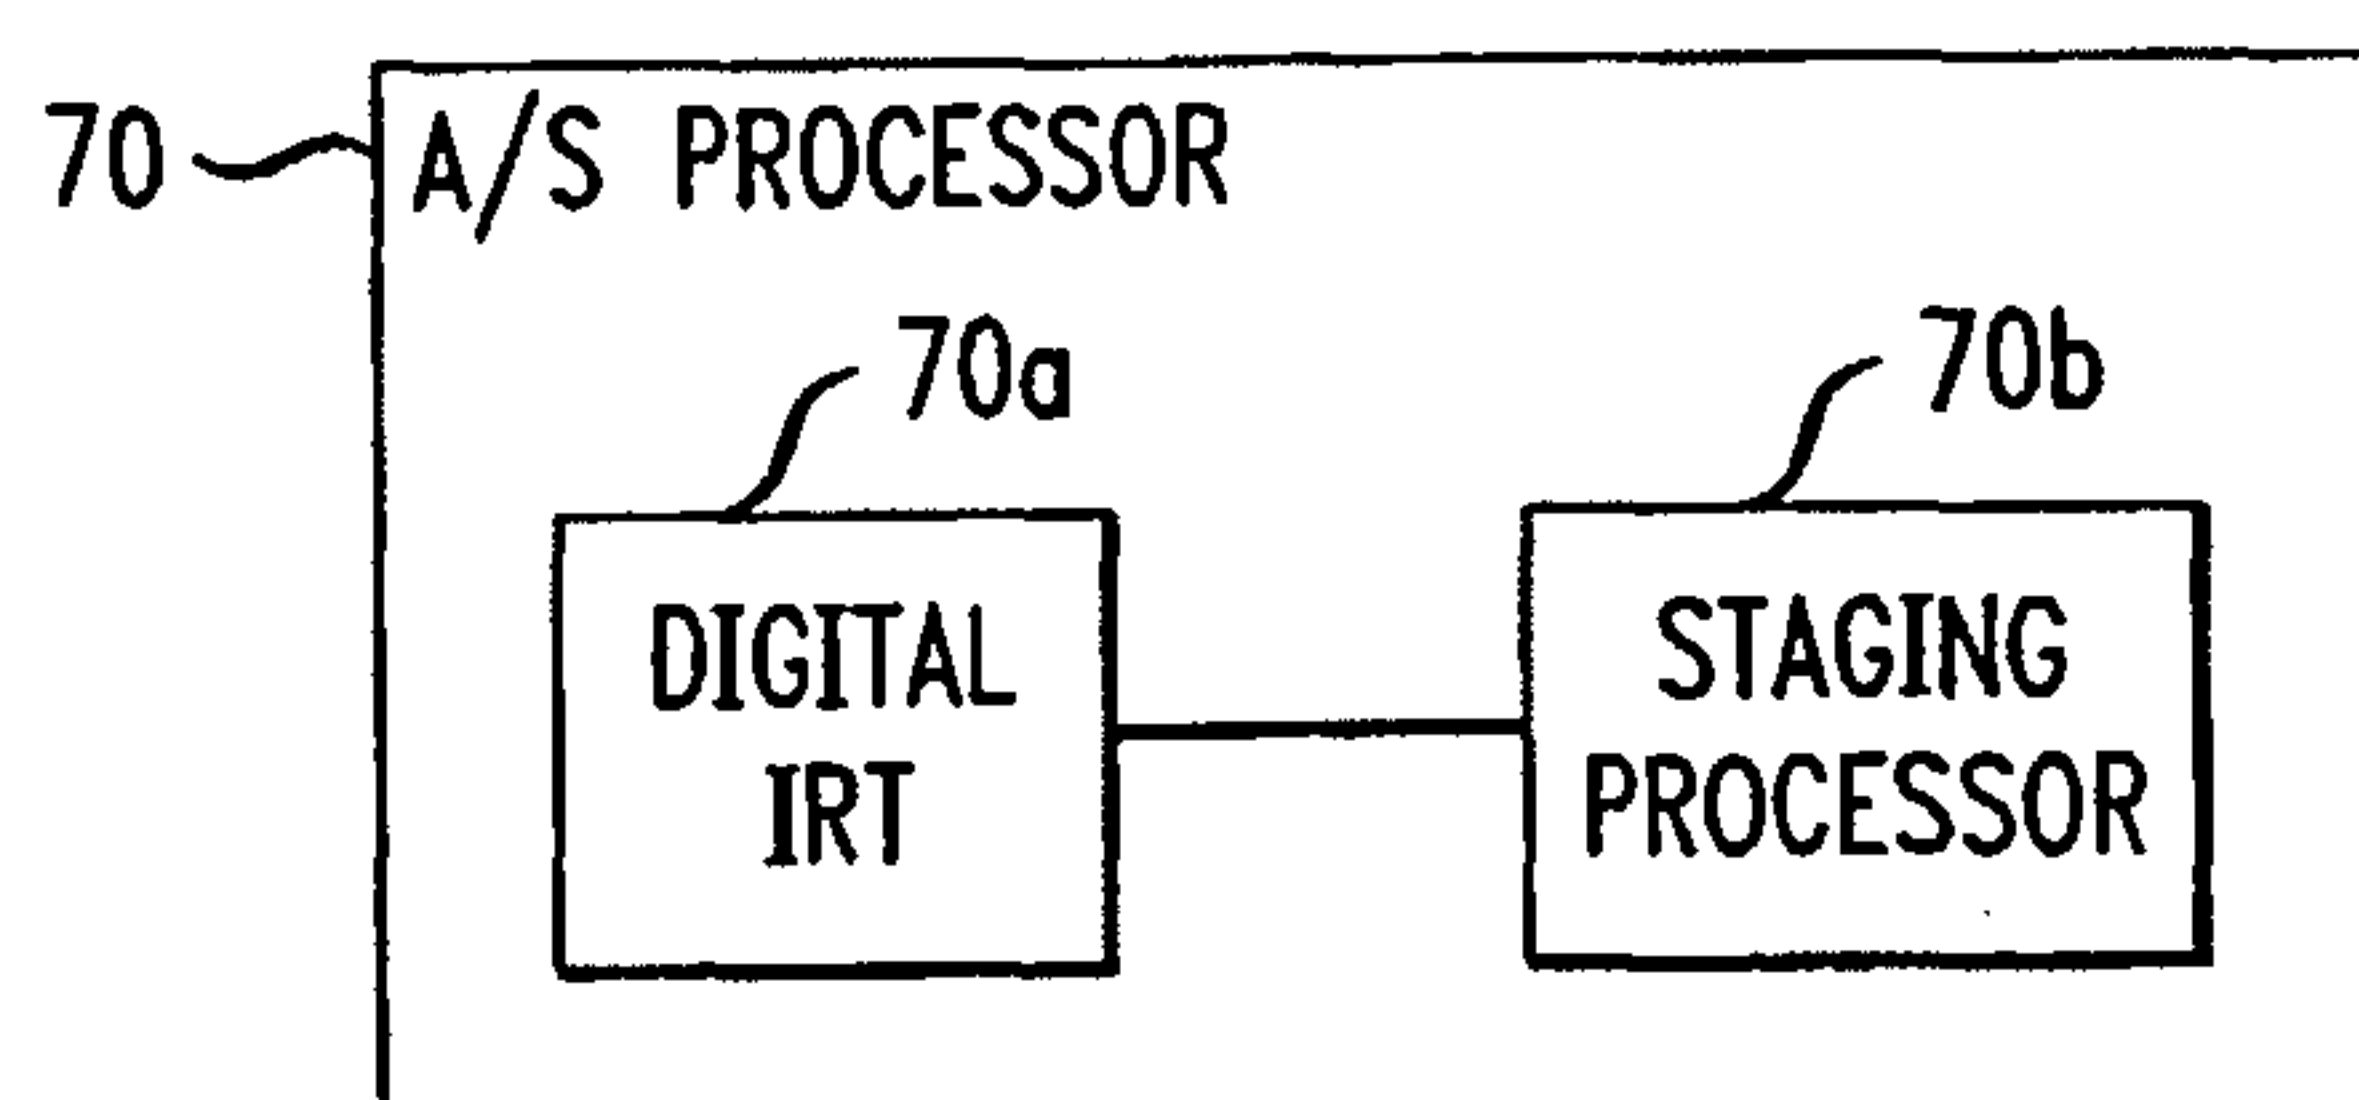 70 A/S PROCESSOR
70a
70b
DIGITAL
IRT
STAGING
PROCESSOR